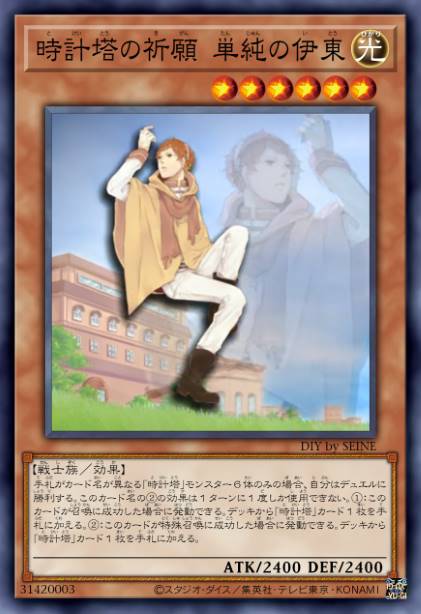 時計塔の祈願 単純の伊東
光
DIY by SEINE
【戦士族／効果】
手札がカード名が異なる「時計塔」モンスター６体のみの場合、自分はデュエルに
勝利する。このカード名の②の効果は１ターンに１度しか使用できない。①：この
カードが召喚に成功した場合に発動できる。デッキから「時計塔」カード１枚を手
札に加える。②：このカードが特殊召喚に成功した場合に発動できる。デッキから
「時計塔」カード１枚を手札に加える。
ATK/2400 DEF/2400
31420003
©スタジオ・ダイス／集英社・テレビ東京・KONAMI